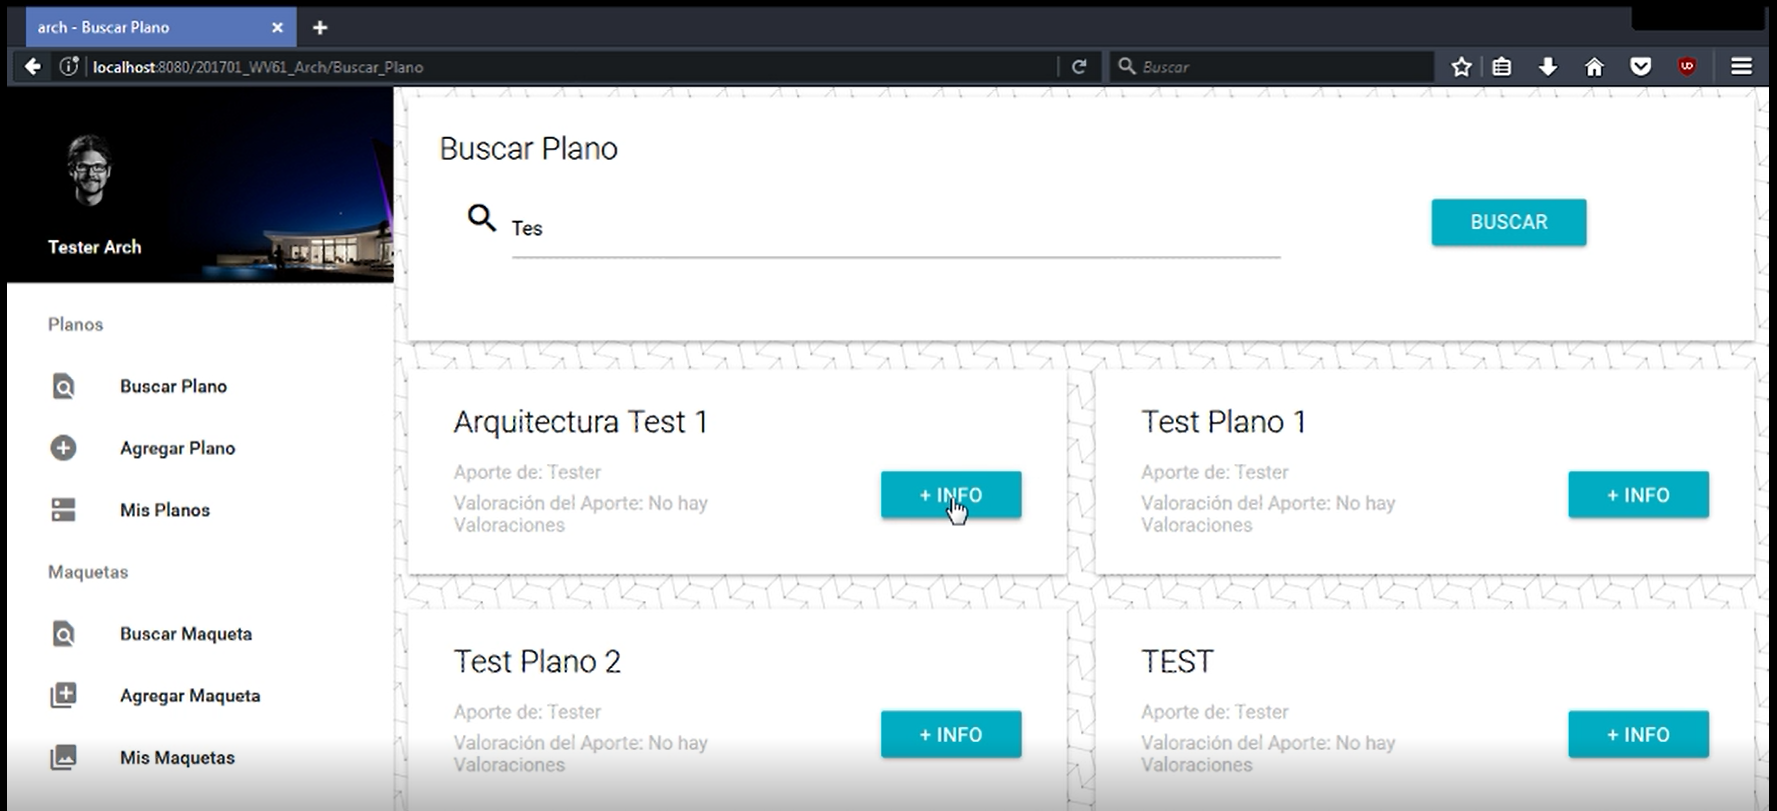 arch - Buscar Plano
localhost:8080/201701_WV61_Arch/Buscar_Plano
Buscar
Tester Arch
Planos
Buscar Plano
Agregar Plano
Mis Planos
Maquetas
Buscar Maqueta
Agregar Maqueta
Mis Maquetas
Buscar Plano
Tes
BUSCAR
Arquitectura Test 1
Aporte de: Tester
Valoración del Aporte: No hay
Valoraciones
+ INFO
Test Plano 1
Aporte de: Tester
Valoración del Aporte: No hay
Valoraciones
+ INFO
Test Plano 2
Aporte de: Tester
Valoración del Aporte: No hay
Valoraciones
+ INFO
TEST
Aporte de: Tester
Valoración del Aporte: No hay
Valoraciones
+ INFO